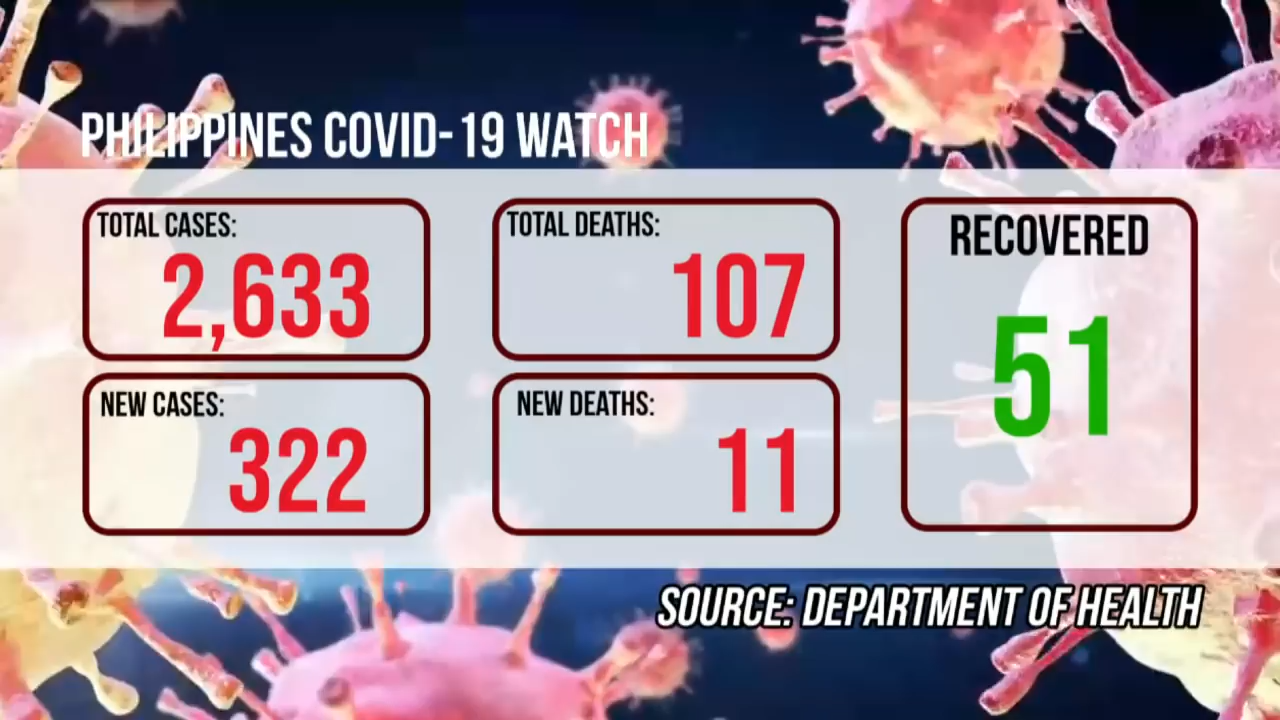 PHILIPPINES COVID-19 WATCH
TOTAL CASES:
2,633
TOTAL DEATHS:
107
RECOVERED
51
NEW CASES:
322
NEW DEATHS:
11
SOURCE: DEPARTMENT OF HEALTH